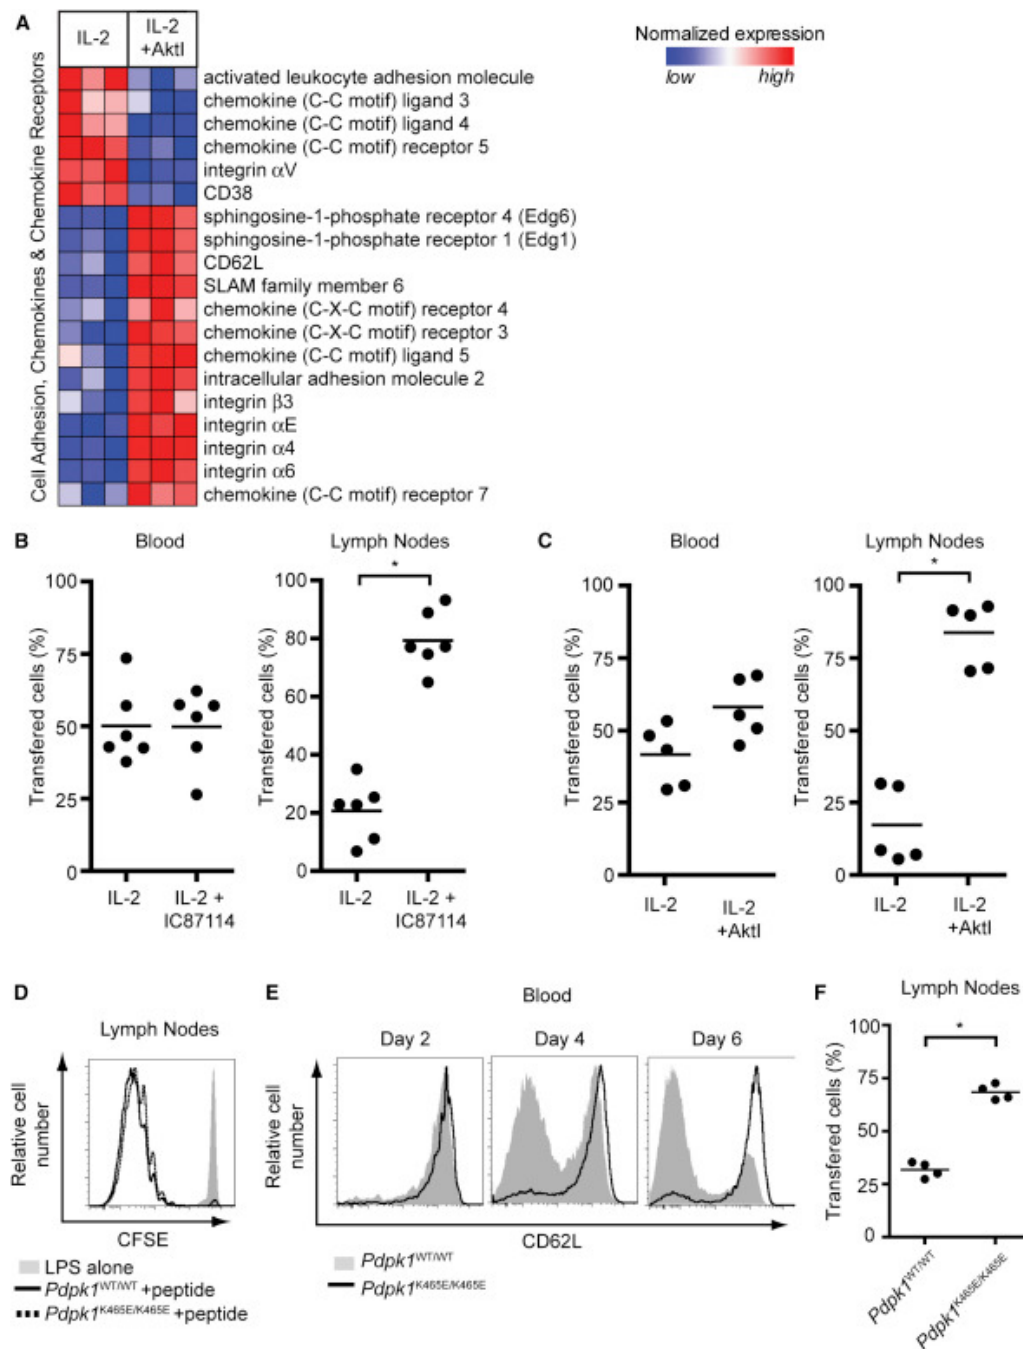 A
IL-2
IL-2
+AktI
Normalized expression
low high
Cell Adhesion, Chemokines & Chemokine Receptors
activated leukocyte adhesion molecule
chemokine (C-C motif) ligand 3
chemokine (C-C motif) ligand 4
chemokine (C-C motif) receptor 5
integrin αV
CD38
sphingosine-1-phosphate receptor 4 (Edg6)
sphingosine-1-phosphate receptor 1 (Edg1)
CD62L
SLAM family member 6
chemokine (C-X-C motif) receptor 4
chemokine (C-X-C motif) receptor 3
chemokine (C-C motif) ligand 5
intracellular adhesion molecule 2
integrin β3
integrin αE
integrin α4
integrin α6
chemokine (C-C motif) receptor 7
B
Blood
Transfered cells (%)
100
75
50
25
0
IL-2
IL-2 +
IC87114
Lymph Nodes
*
Transfered cells (%)
100
80
60
40
20
0
IL-2
IL-2 +
IC87114
C
Blood
Transfered cells (%)
100
75
50
25
0
IL-2
IL-2
+AktI
Lymph Nodes
*
Transfered cells (%)
100
75
50
25
0
IL-2
IL-2
+AktI
D
Lymph Nodes
Relative cell
number
CFSE
LPS alone
Pdpk1WT/WT +peptide
Pdpk1K465E/K465E +peptide
E
Blood
Day 2
Day 4
Day 6
Relative cell
number
CD62L
Pdpk1WT/WT
Pdpk1K465E/K465E
F
Lymph Nodes
*
Transfered cells (%)
100
75
50
25
0
Pdpk1WT/WT
Pdpk1K465E/K465E